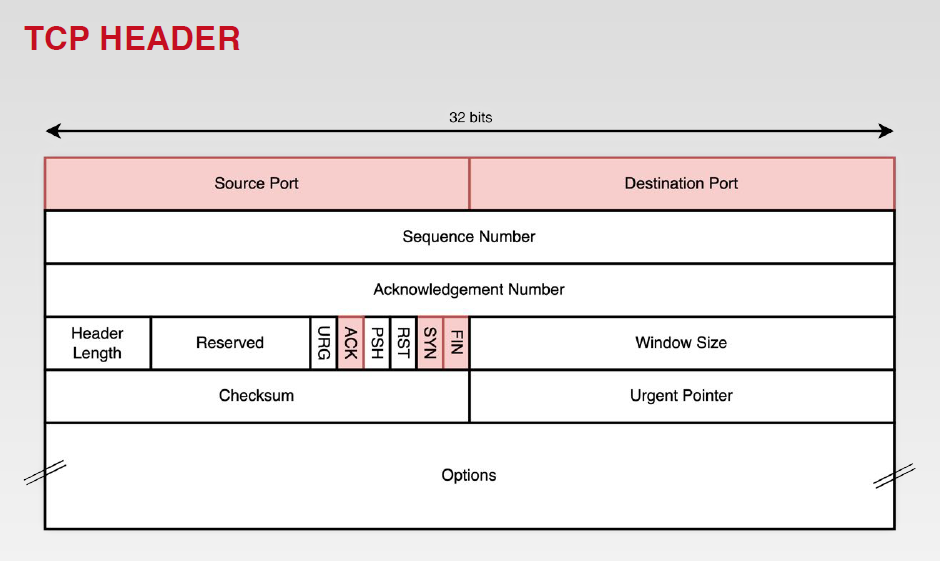 TCP HEADER
32 bits
Source Port
Destination Port
Sequence Number
Acknowledgement Number
Header
Length
Reserved
URG
ACK
PSH
RST
SYN
FIN
Window Size
Checksum
Urgent Pointer
Options